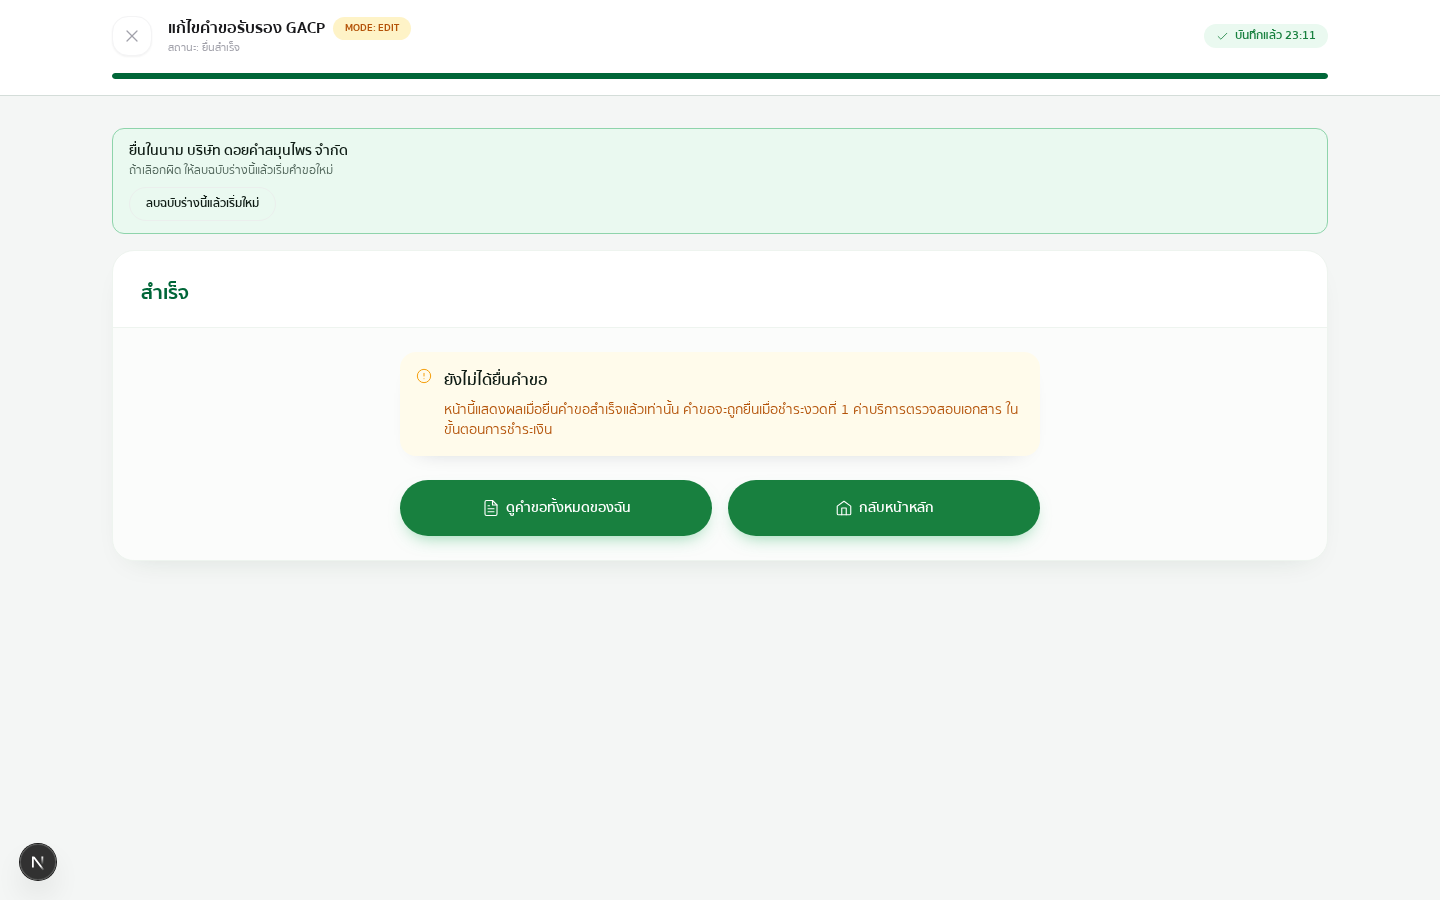 แก้ไขคำขอรับรอง GACP
MODE: EDIT
สถานะ: ยื่นสำเร็จ
บันทึกแล้ว 23:11
ยื่นในนาม บริษัท ดอยคำสมุนไพร จำกัด
ถ้าเลือกผิด ให้ลบฉบับร่างนี้แล้วเริ่มคำขอใหม่
ลบฉบับร่างนี้แล้วเริ่มใหม่
สำเร็จ
ยังไม่ได้ยื่นคำขอ
หน้านี้แสดงผลเมื่อยื่นคำขอสำเร็จแล้วเท่านั้น คำขอจะถูกยื่นเมื่อชำระงวดที่ 1 ค่าบริการตรวจสอบเอกสาร ใน
ขั้นตอนการชำระเงิน
ดูคำขอทั้งหมดของฉัน
กลับหน้าหลัก
N